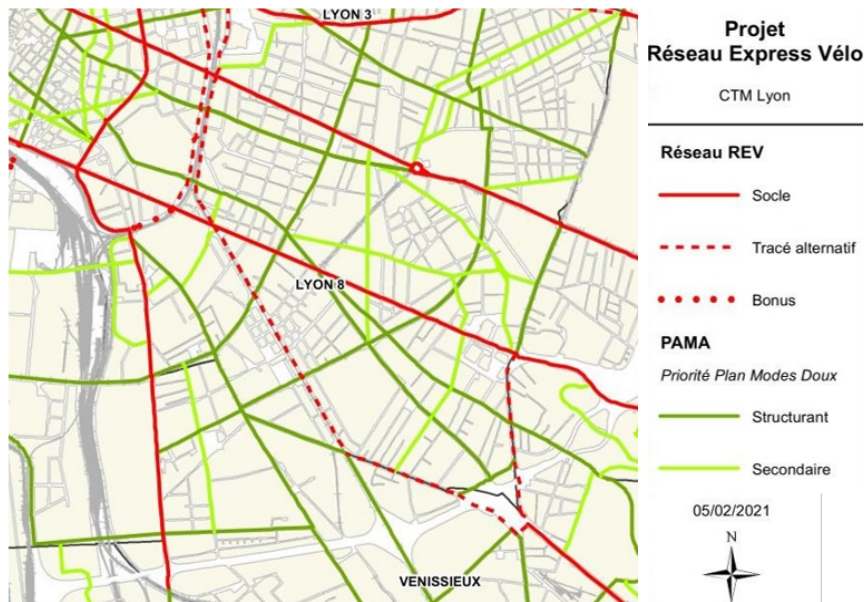 LYON 3
LYON 8
VENISSIEUX
Projet
Réseau Express Vélo
CTM Lyon
Réseau REV
Socle
Tracé alternatif
Bonus
PAMA
Priorité Plan Modes Doux
Structurant
Secondaire
05/02/2021
N